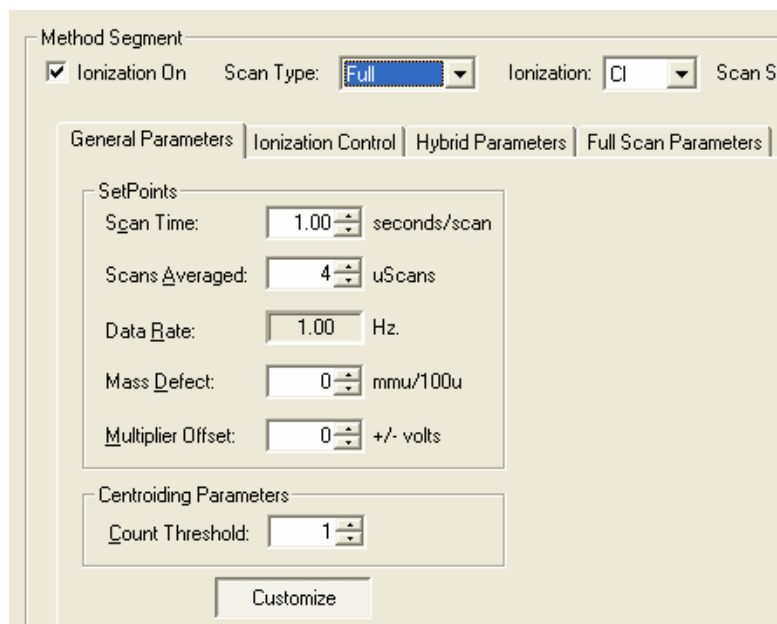 Method Segment
Ionization On Scan Type: Full Ionization: CI Scan S
General Parameters Ionization Control Hybrid Parameters Full Scan Parameters
SetPoints
Scan Time: 1.00 seconds/scan
Scans Averaged: 4 uScans
Data Rate: 1.00 Hz.
Mass Defect: 0 mmu/100u
Multiplier Offset: 0 +/- volts
Centroiding Parameters
Count Threshold: 1
Customize